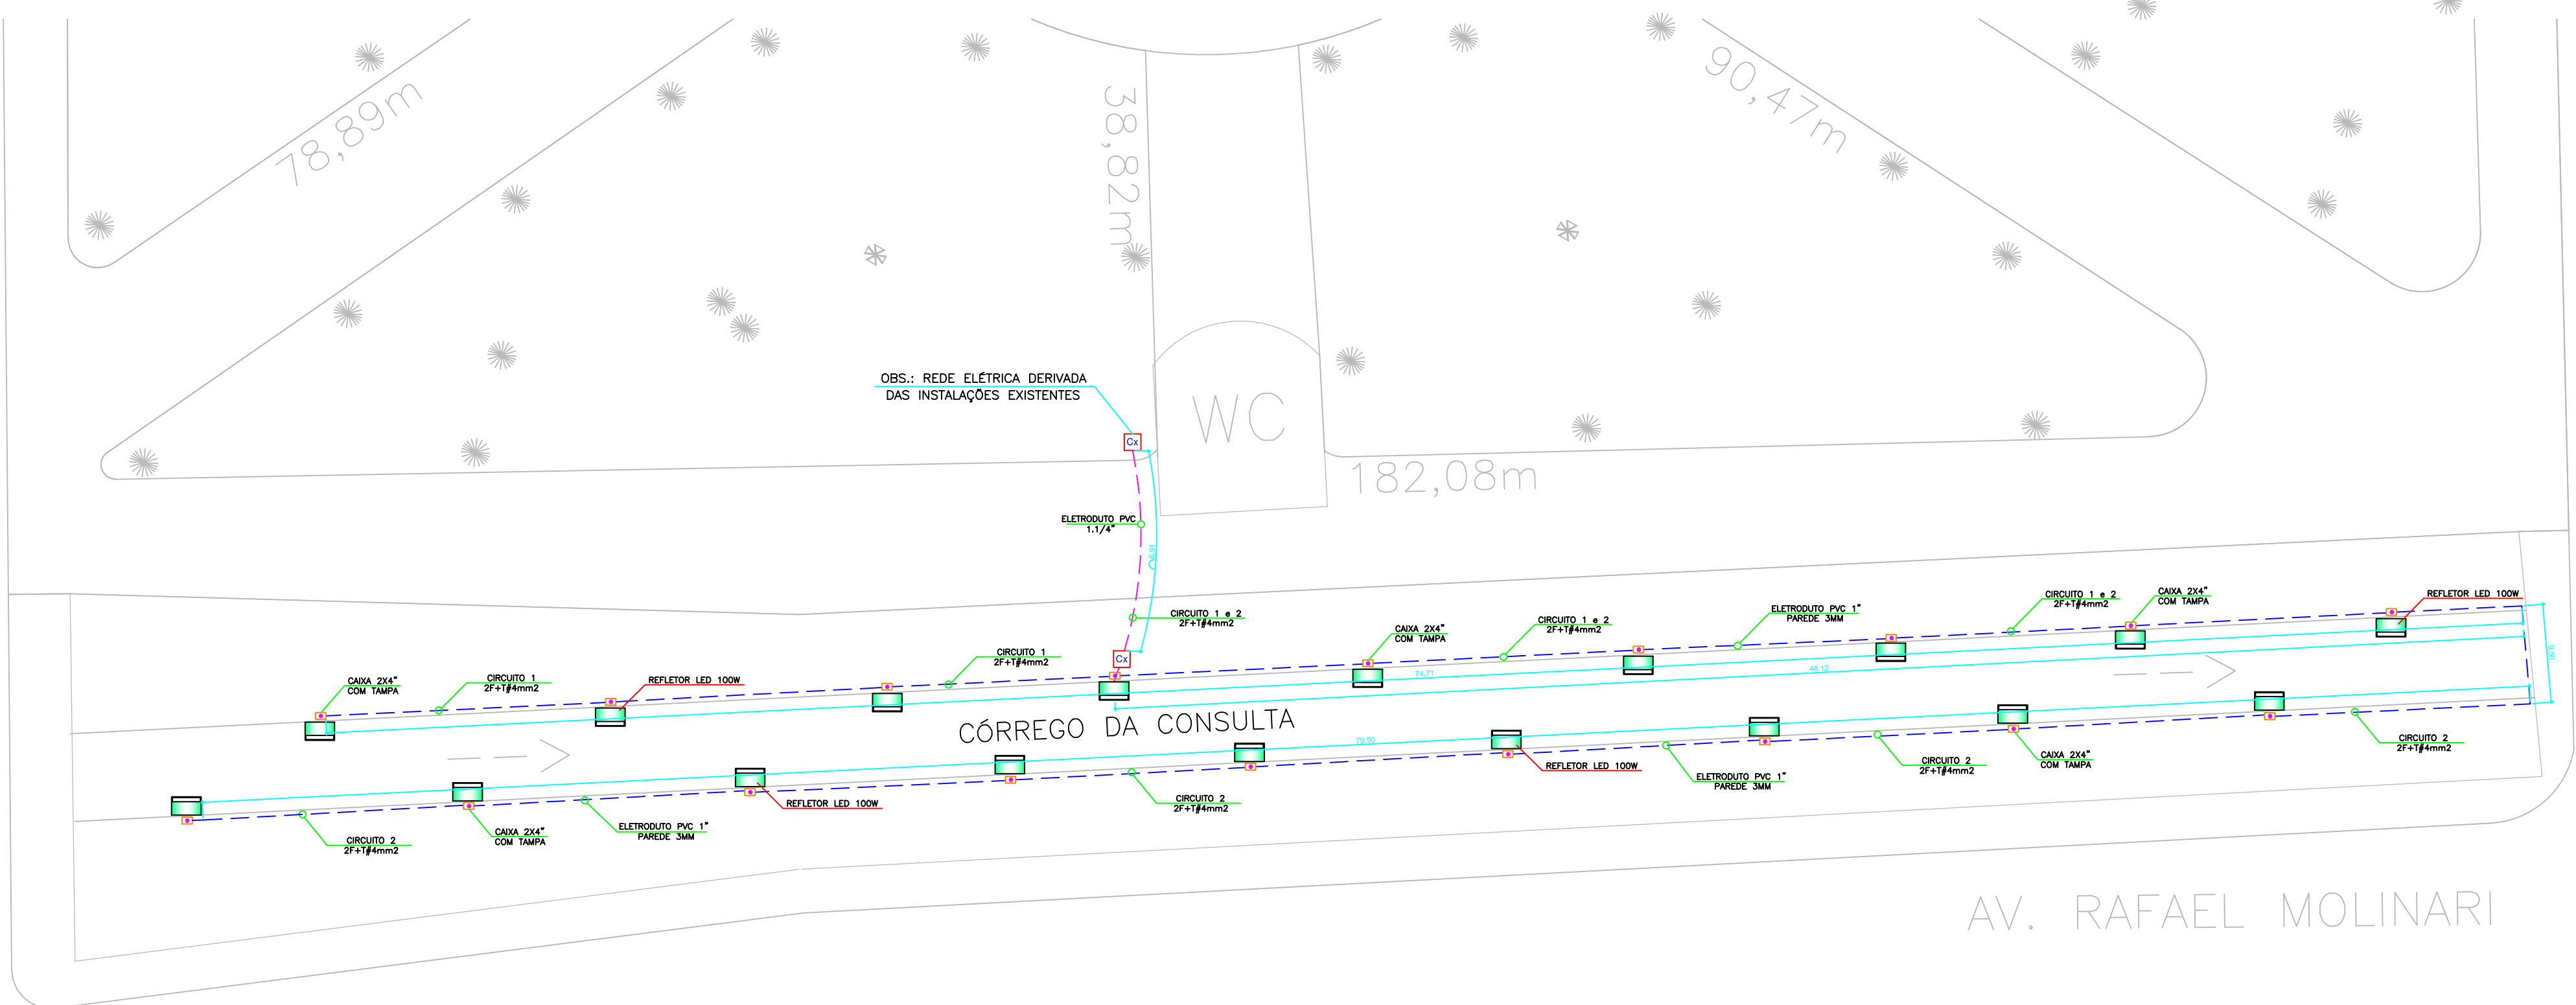 78,89m
38,82m
90,47m
OBS.: REDE ELÉTRICA DERIVADA
DAS INSTALAÇÕES EXISTENTES
Cx
WC
182,08m
ELETRODUTO PVC
1.1/4"
CIRCUITO 1 e 2
2F+T#4mm2
Cx
CAIXA 2X4"
COM TAMPA
CIRCUITO 1
2F+T#4mm2
REFLETOR LED 100W
CIRCUITO 1
2F+T#4mm2
CAIXA 2X4"
COM TAMPA
CIRCUITO 1 e 2
2F+T#4mm2
ELETRODUTO PVC 1"
PAREDE 3MM
CIRCUITO 1 e 2
2F+T#4mm2
CAIXA 2X4"
COM TAMPA
REFLETOR LED 100W
74,71
48,12
CÓRREGO DA CONSULTA
79,50
CIRCUITO 2
2F+T#4mm2
CAIXA 2X4"
COM TAMPA
ELETRODUTO PVC 1"
PAREDE 3MM
REFLETOR LED 100W
CIRCUITO 2
2F+T#4mm2
REFLETOR LED 100W
ELETRODUTO PVC 1"
PAREDE 3MM
CIRCUITO 2
2F+T#4mm2
CAIXA 2X4"
COM TAMPA
CIRCUITO 2
2F+T#4mm2
AV. RAFAEL MOLINARI